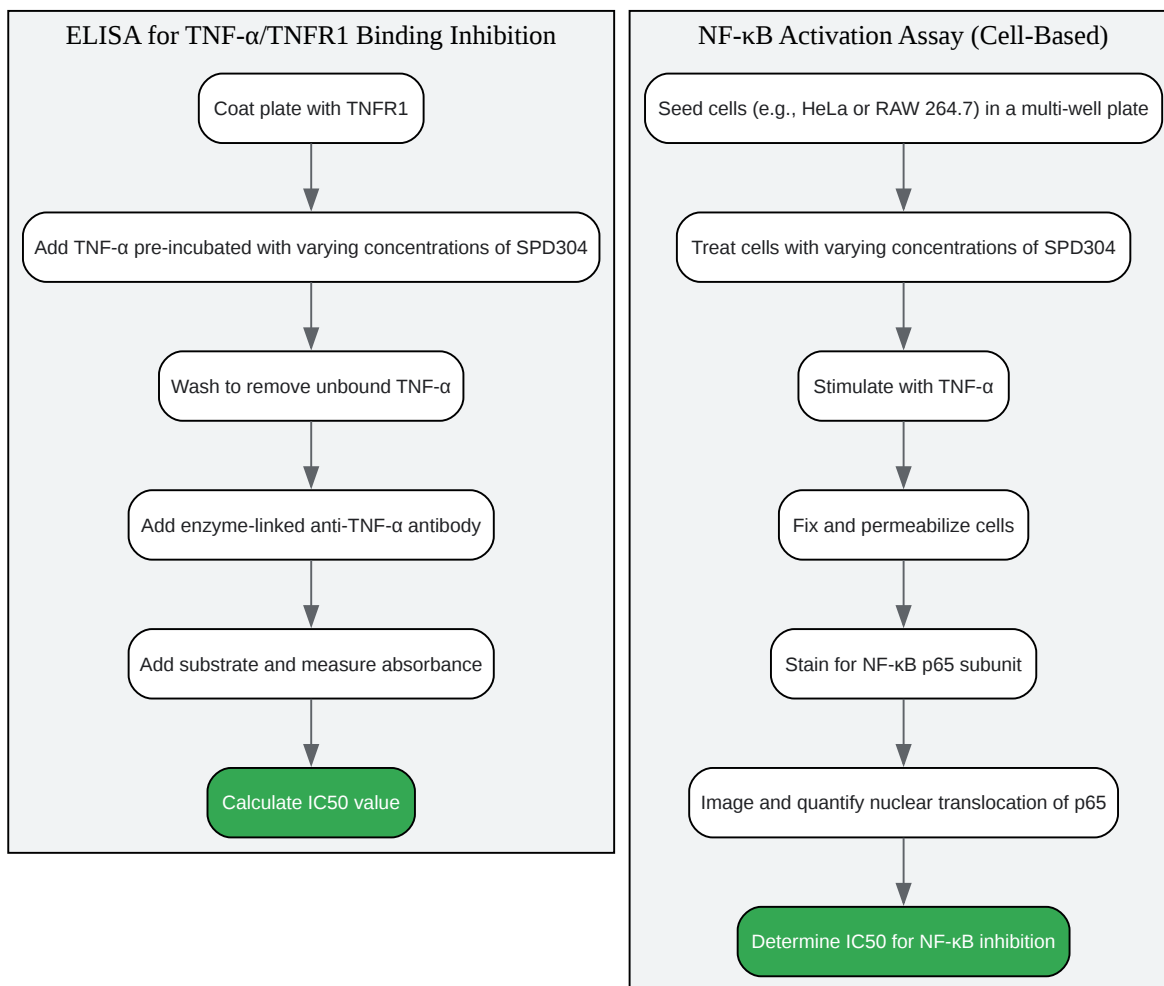 ELISA for TNF-α/TNFR1 Binding Inhibition
Coat plate with TNFR1
Add TNF-α pre-incubated with varying concentrations of SPD304
Wash to remove unbound TNF-α
Add enzyme-linked anti-TNF-α antibody
Add substrate and measure absorbance
Calculate IC50 value
NF-κB Activation Assay (Cell-Based)
Seed cells (e.g., HeLa or RAW 264.7) in a multi-well plate
Treat cells with varying concentrations of SPD304
Stimulate with TNF-α
Fix and permeabilize cells
Stain for NF-κB p65 subunit
Image and quantify nuclear translocation of p65
Determine IC50 for NF-κB inhibition